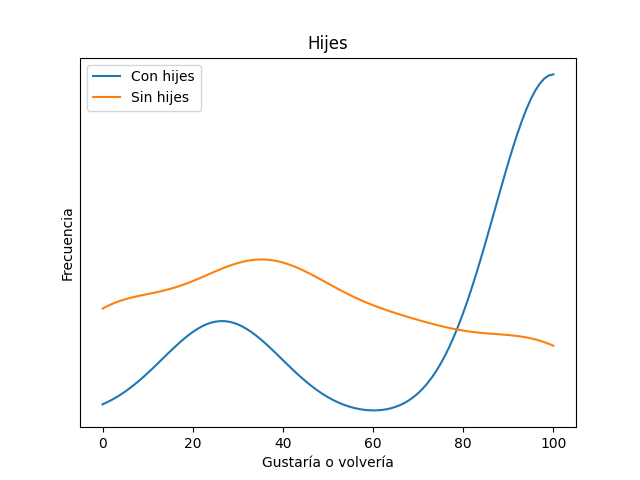 Hijes
Con hijes
Sin hijes
Frecuencia
0 20 40 60 80 100
Gustaría o volvería